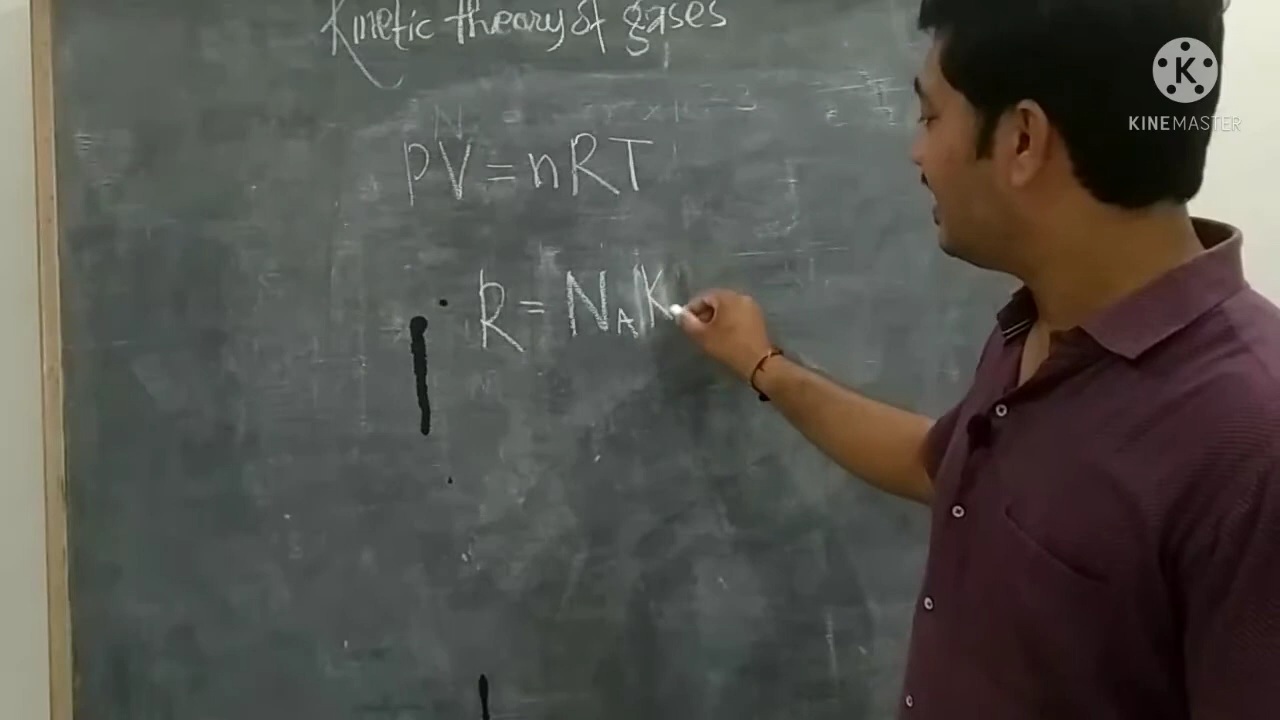 Kinetic theory of gases
PV = nRT
R = N_A K
K
KINEMASTER